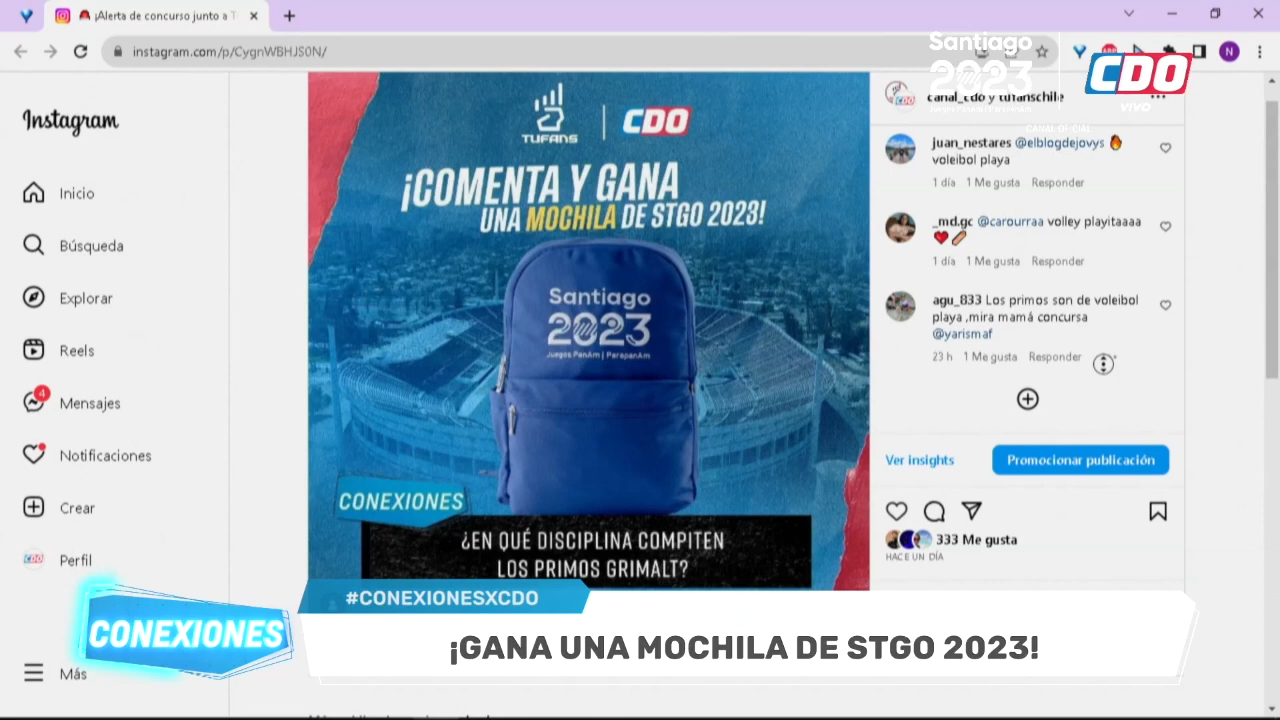 ¡Alerta de concurso junto a T
instagram.com/p/CygnWBHJS0N/
N
Santiago
2023
CDO
VIVO
CANAL OFICIAL
Instagram
Inicio
Búsqueda
Explorar
Reels
4
Mensajes
Notificaciones
Crear
CDO
Perfil
Más
TUFANS
CDO
¡COMENTA Y GANA
UNA MOCHILA DE STGO 2023!
Santiago
2023
Juegos PanAm | ParapanAm
CONEXIONES
¿EN QUÉ DISCIPLINA COMPITEN
LOS PRIMOS GRIMALT?
canal_cdo y tufanschile
juan_nestares @elblogdejovys
voleibol playa
1 día 1 Me gusta Responder
_md.gc @carourraa volley playitaaaa
1 día 1 Me gusta Responder
agu_833 Los primos son de voleibol
playa ,mira mamá concursa
@yarismaf
23 h 1 Me gusta Responder
Ver insights
Promocionar publicación
333 Me gusta
HACE UN DÍA
CONEXIONES
#CONEXIONESXCDO
¡GANA UNA MOCHILA DE STGO 2023!